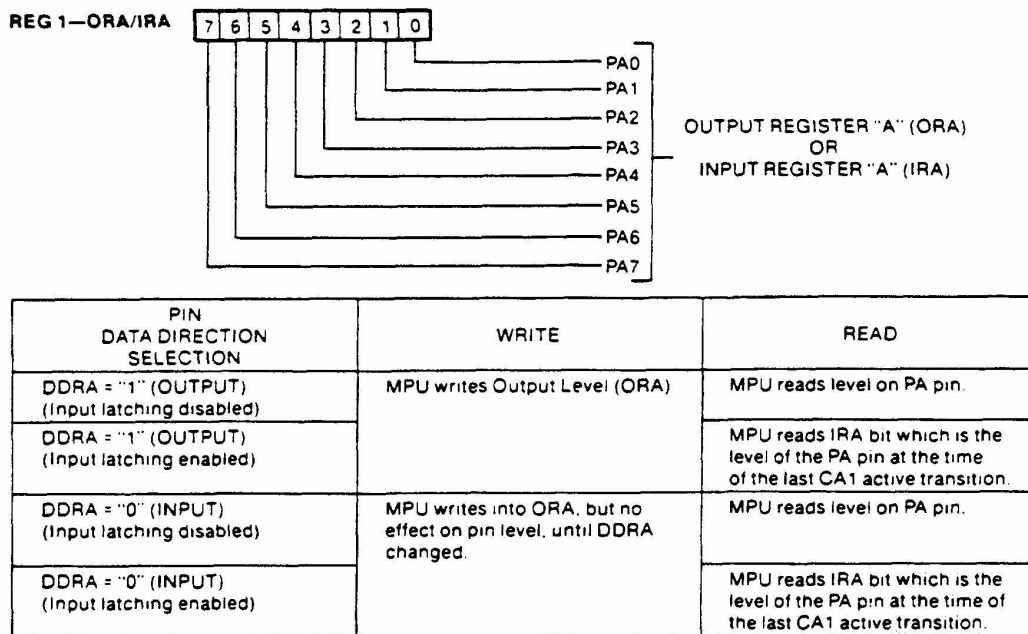 REG 1—ORA/IRA
7 6 5 4 3 2 1 0
PA0
PA1
PA2
PA3
PA4
PA5
PA6
PA7
OUTPUT REGISTER "A" (ORA)
OR
INPUT REGISTER "A" (IRA)
PIN
DATA DIRECTION
SELECTION
WRITE
READ
DDRA = "1" (OUTPUT)
(Input latching disabled)
MPU writes Output Level (ORA)
MPU reads level on PA pin.
DDRA = "1" (OUTPUT)
(Input latching enabled)
MPU reads IRA bit which is the
level of the PA pin at the time
of the last CA1 active transition.
DDRA = "0" (INPUT)
(Input latching disabled)
MPU writes into ORA, but no
effect on pin level, until DDRA
changed.
MPU reads level on PA pin.
DDRA = "0" (INPUT)
(Input latching enabled)
MPU reads IRA bit which is the
level of the PA pin at the time of
the last CA1 active transition.